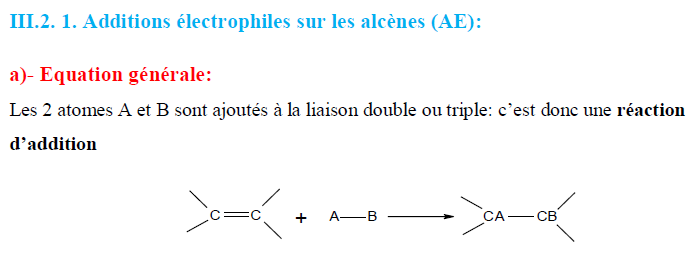 III.2. 1. Additions électrophiles sur les alcènes (AE):
a)- Equation générale:
Les 2 atomes A et B sont ajoutés à la liaison double ou triple: c’est donc une réaction
d’addition
C C + A B CA CB